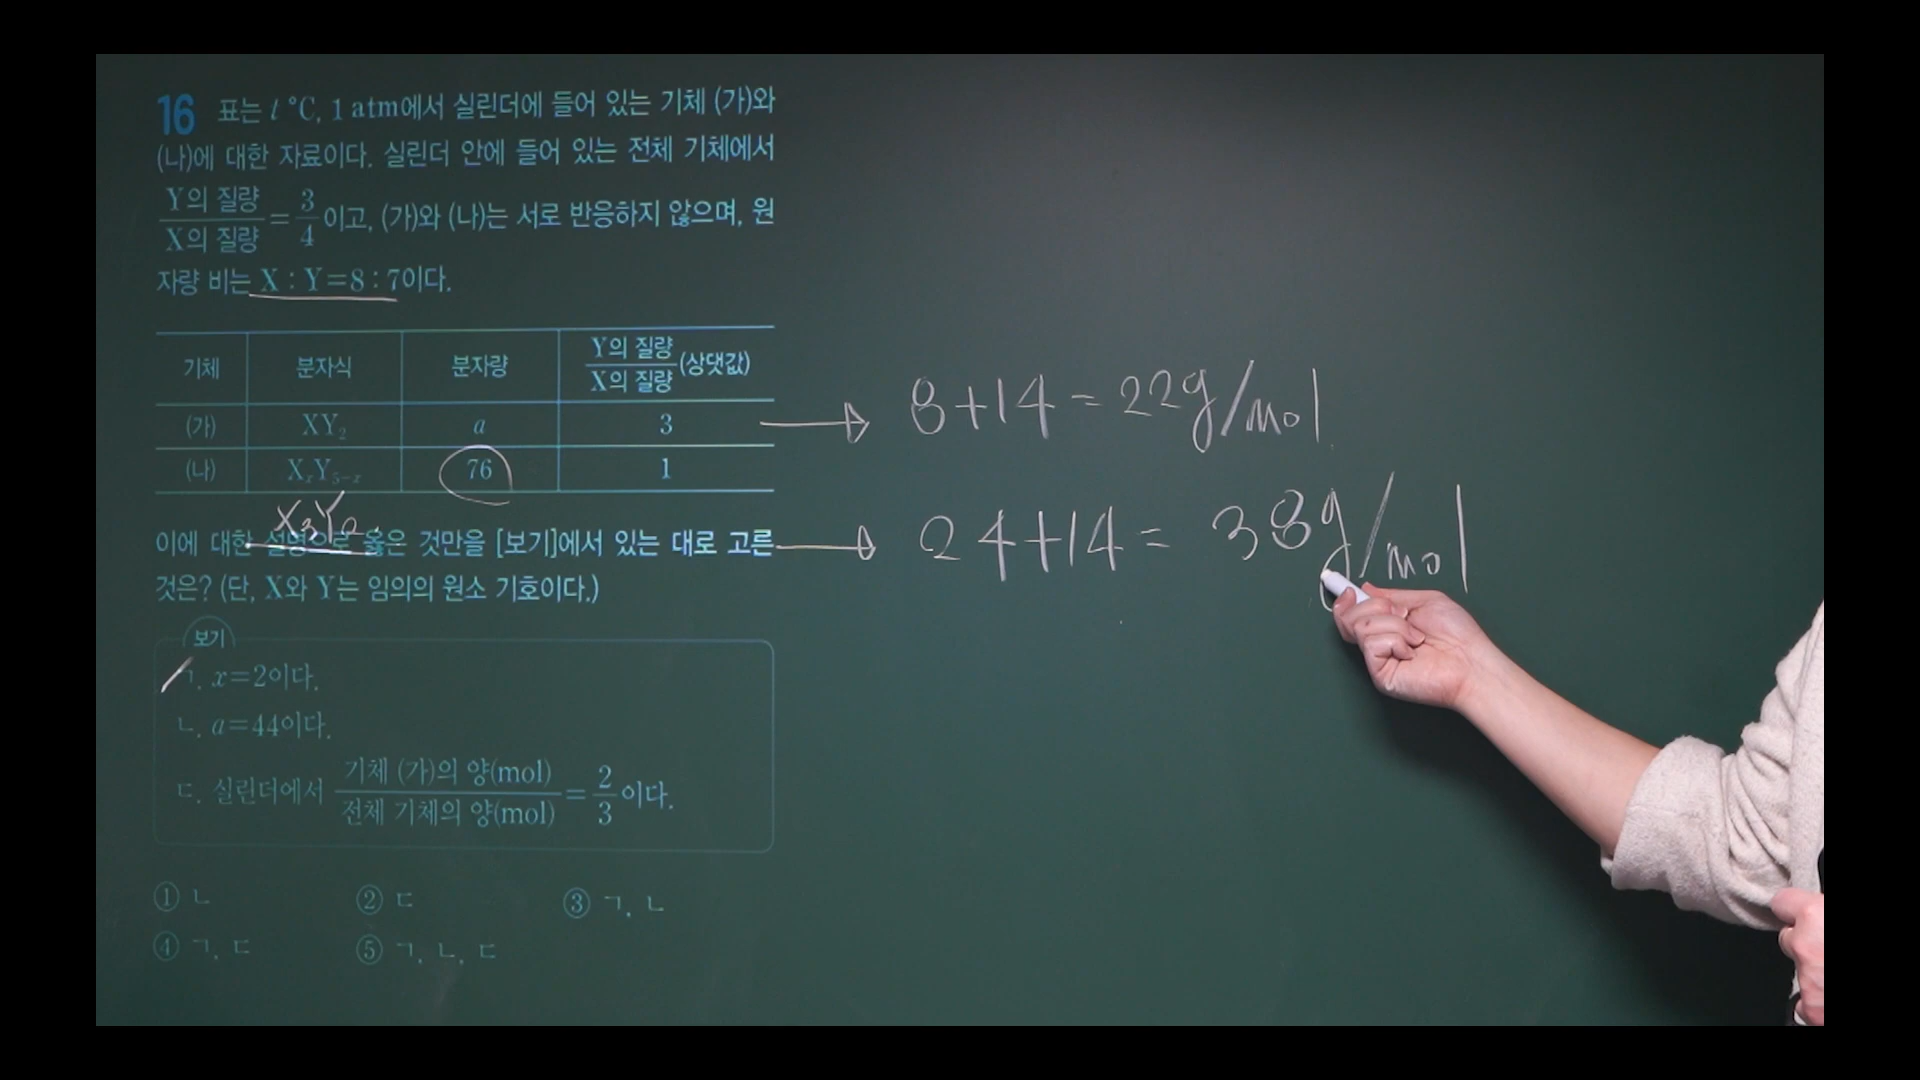 16 표는 t ℃, 1 atm에서 실린더에 들어 있는 기체 (가)와
(나)에 대한 자료이다. 실린더 안에 들어 있는 전체 기체에서
Y의 질량/X의 질량 = 3/4 이고, (가)와 (나)는 서로 반응하지 않으며, 원
자량 비는 X : Y=8 : 7이다.
기체 분자식 분자량 Y의 질량/X의 질량 (상댓값)
(가) XY₂ a 3
(나) XₓY₅₋ₓ 76 1
X₃Y₂.
이에 대한 설명으로 옳은 것만을 [보기]에서 있는 대로 고른
것은? (단, X와 Y는 임의의 원소 기호이다.)
보기
ㄱ. x=2이다.
ㄴ. a=44이다.
ㄷ. 실린더에서 기체 (가)의 양(mol)/전체 기체의 양(mol) = 2/3 이다.
① ㄴ ② ㄷ ③ ㄱ, ㄴ
④ ㄱ, ㄷ ⑤ ㄱ, ㄴ, ㄷ
8+14=22g/mol
24+14= 38g/mol